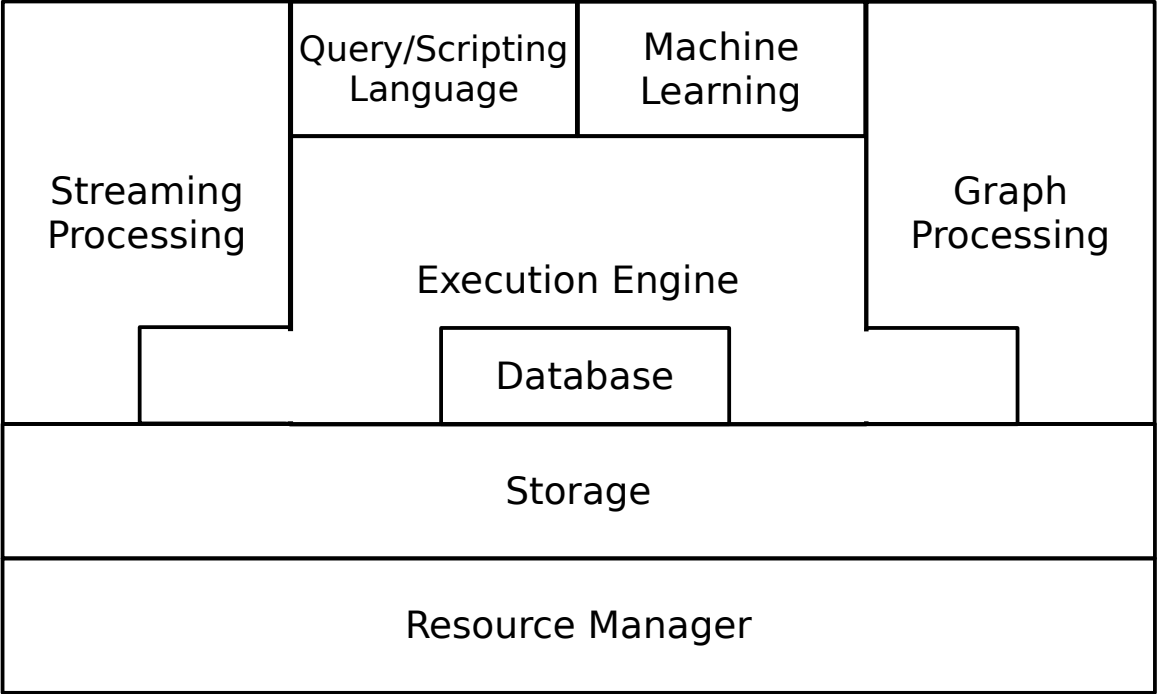 Query/Scripting
Language
Machine
Learning
Streaming
Processing
Graph
Processing
Execution Engine
Database
Storage
Resource Manager